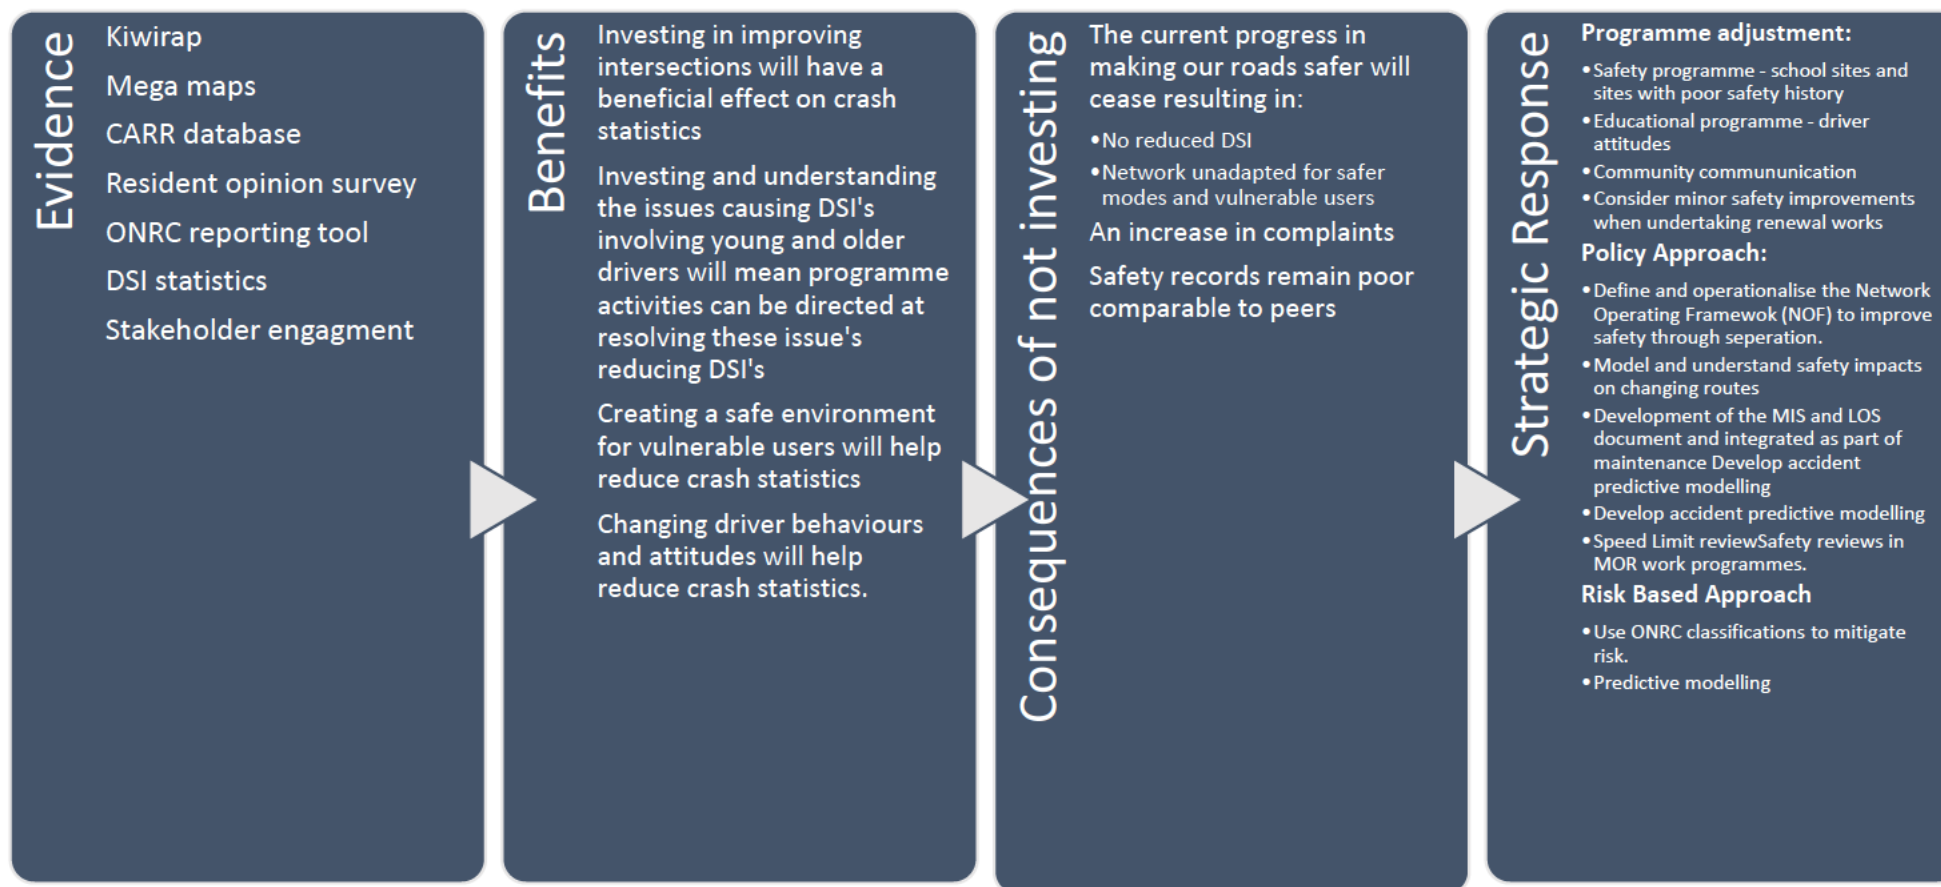 Evidence
Kiwirap
Mega maps
CARR database
Resident opinion survey
ONRC reporting tool
DSI statistics
Stakeholder engagment
Benefits
Investing in improving
intersections will have a
beneficial effect on crash
statistics
Investing and understanding
the issues causing DSI's
involving young and older
drivers will mean programme
activities can be directed at
resolving these issue's
reducing DSI's
Creating a safe environment
for vulnerable users will help
reduce crash statistics
Changing driver behaviours
and attitudes will help
reduce crash statistics.
Consequences of not investing
The current progress in
making our roads safer will
cease resulting in:
•No reduced DSI
•Network unadapted for safer
modes and vulnerable users
An increase in complaints
Safety records remain poor
comparable to peers
Strategic Response
Programme adjustment:
•Safety programme - school sites and
sites with poor safety history
•Educational programme - driver
attitudes
•Community commununication
•Consider minor safety improvements
when undertaking renewal works
Policy Approach:
•Define and operationalise the Network
Operating Framewok (NOF) to improve
safety through seperation.
•Model and understand safety impacts
on changing routes
•Development of the MIS and LOS
document and integrated as part of
maintenance Develop accident
predictive modelling
•Develop accident predictive modelling
•Speed Limit reviewSafety reviews in
MOR work programmes.
Risk Based Approach
•Use ONRC classifications to mitigate
risk.
•Predictive modelling